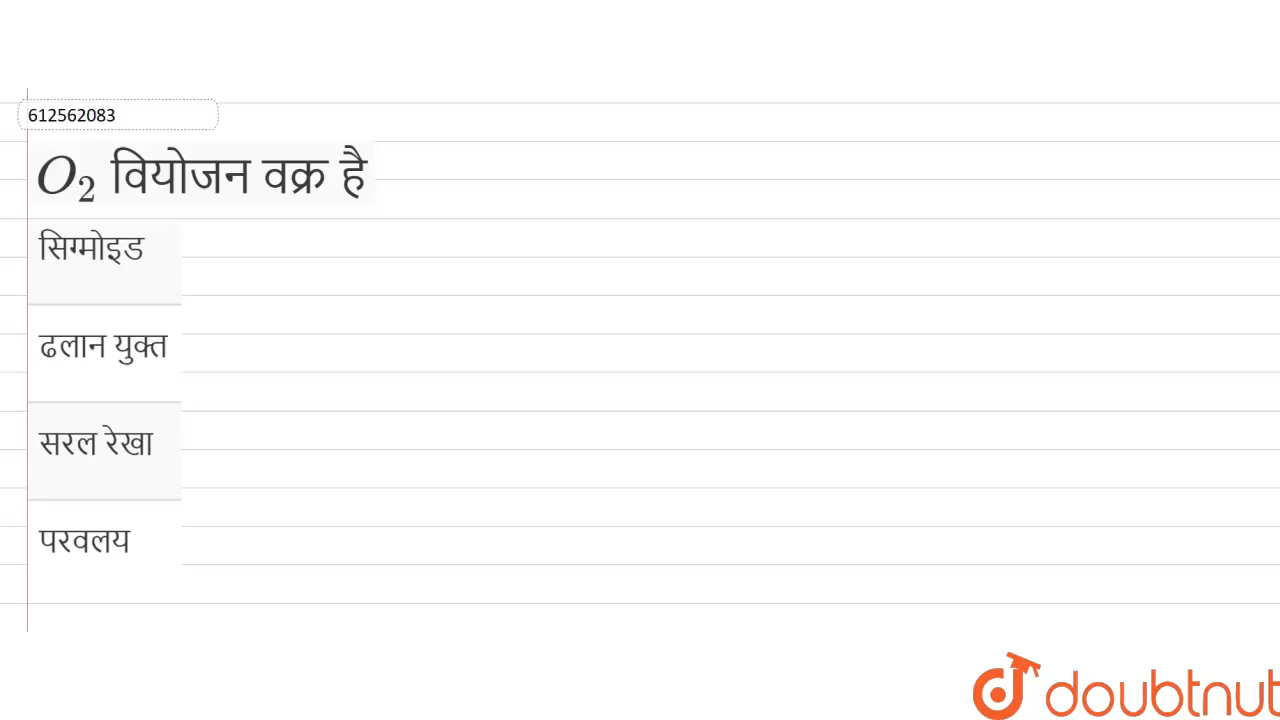 612562083
O₂ वियोजन वक्र है
सिग्मोइड
ढलान युक्त
सरल रेखा
परवलय
doubtnut